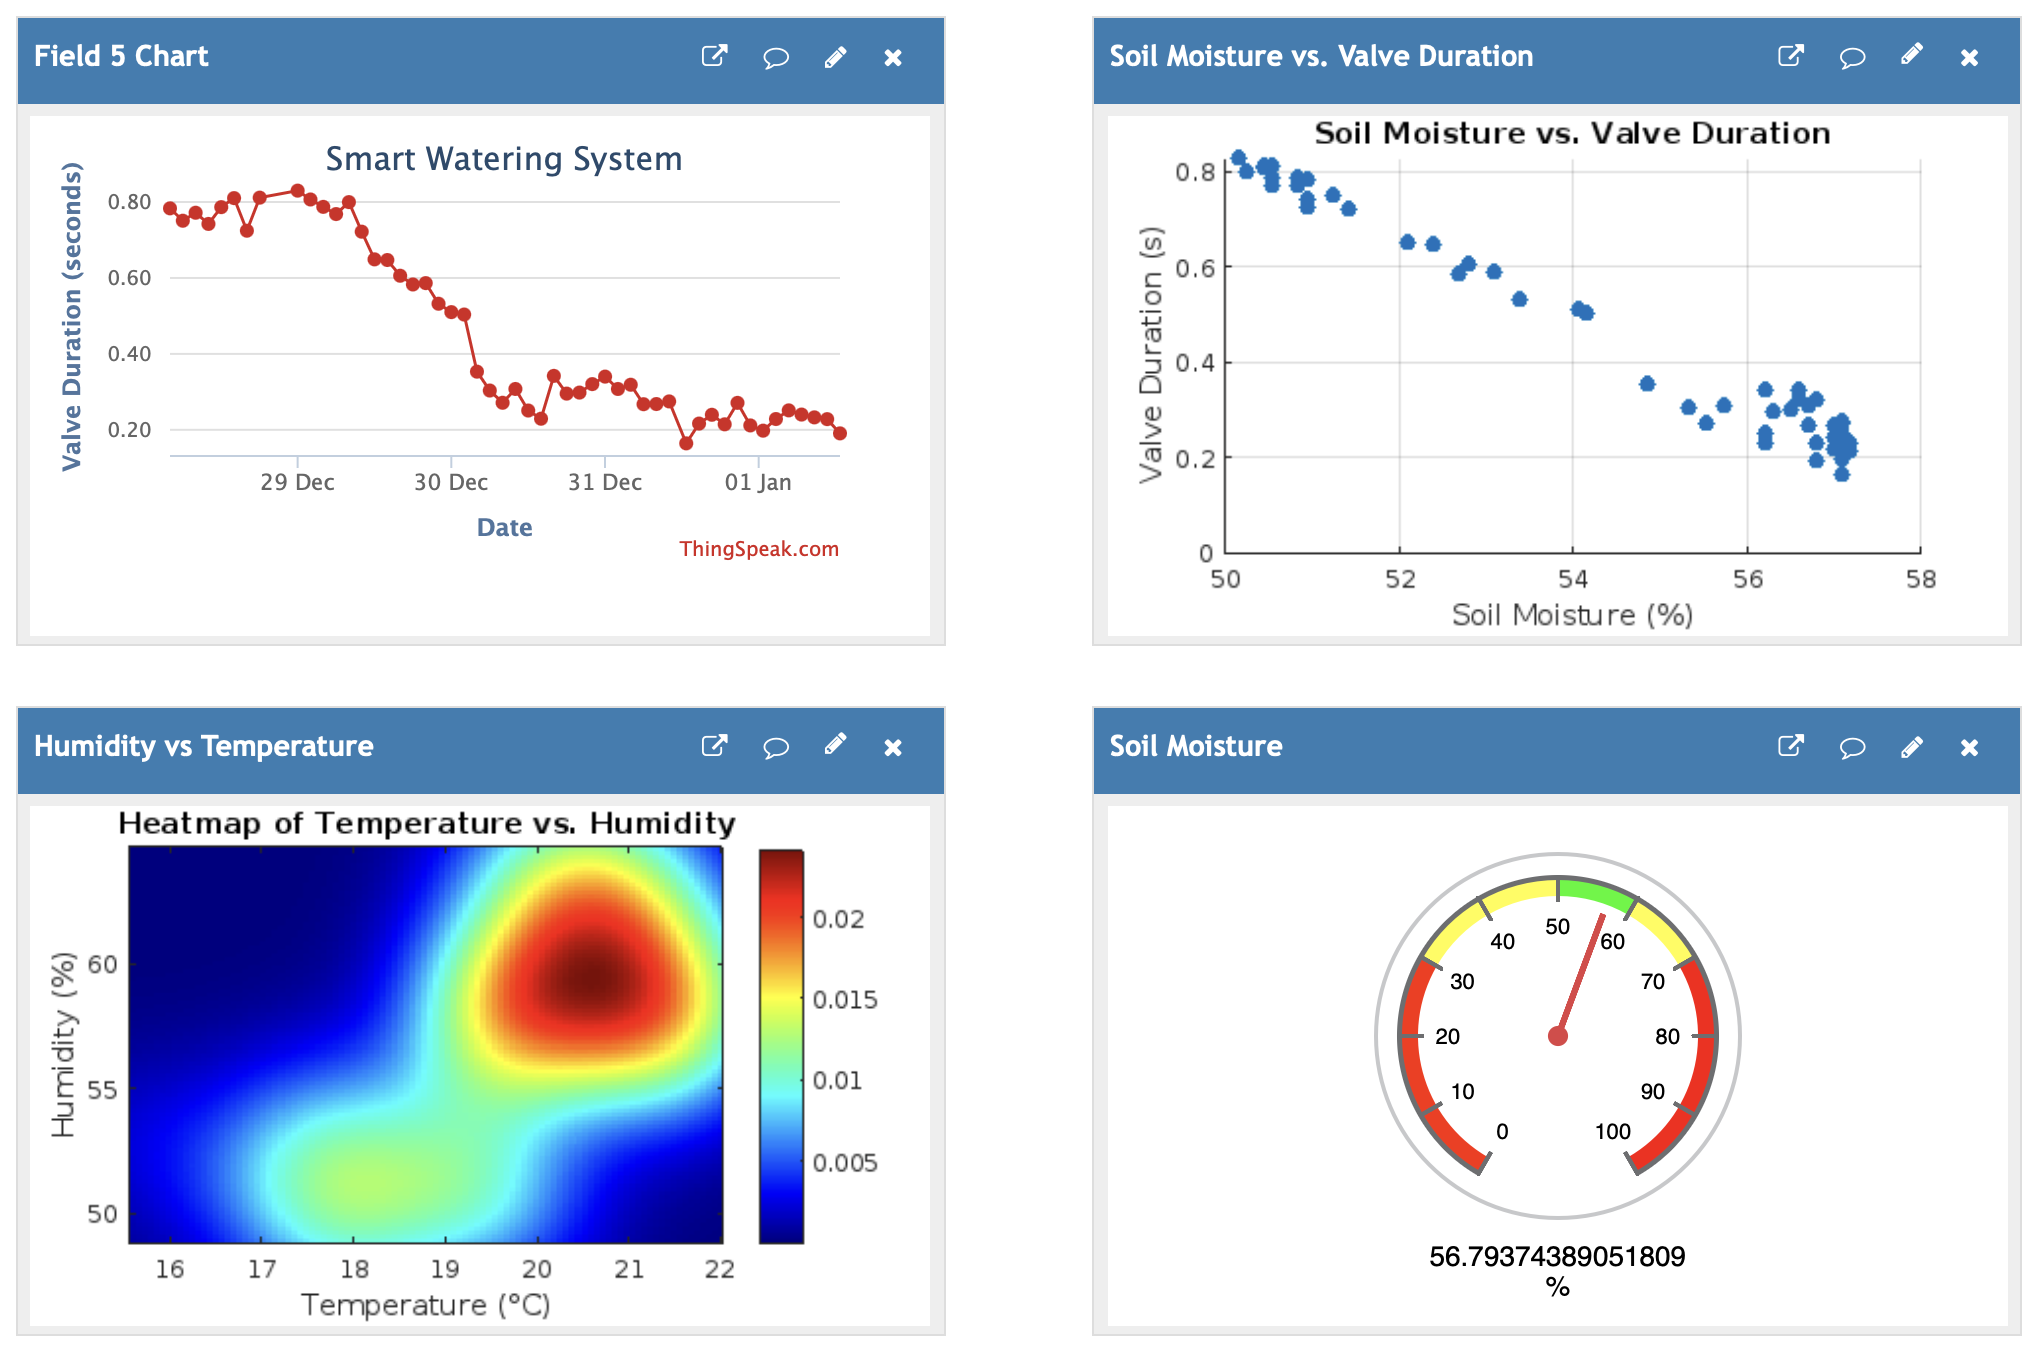 Field 5 Chart
Smart Watering System
Valve Duration (seconds)
0.80
0.60
0.40
0.20
29 Dec 30 Dec 31 Dec 01 Jan
Date
ThingSpeak.com
Soil Moisture vs. Valve Duration
Soil Moisture vs. Valve Duration
Valve Duration (s)
0.8
0.6
0.4
0.2
0
50 52 54 56 58
Soil Moisture (%)
Humidity vs Temperature
Heatmap of Temperature vs. Humidity
Humidity (%)
60
55
50
16 17 18 19 20 21 22
Temperature (°C)
0.02
0.015
0.01
0.005
Soil Moisture
0
10
20
30
40
50
60
70
80
90
100
56.79374389051809
%